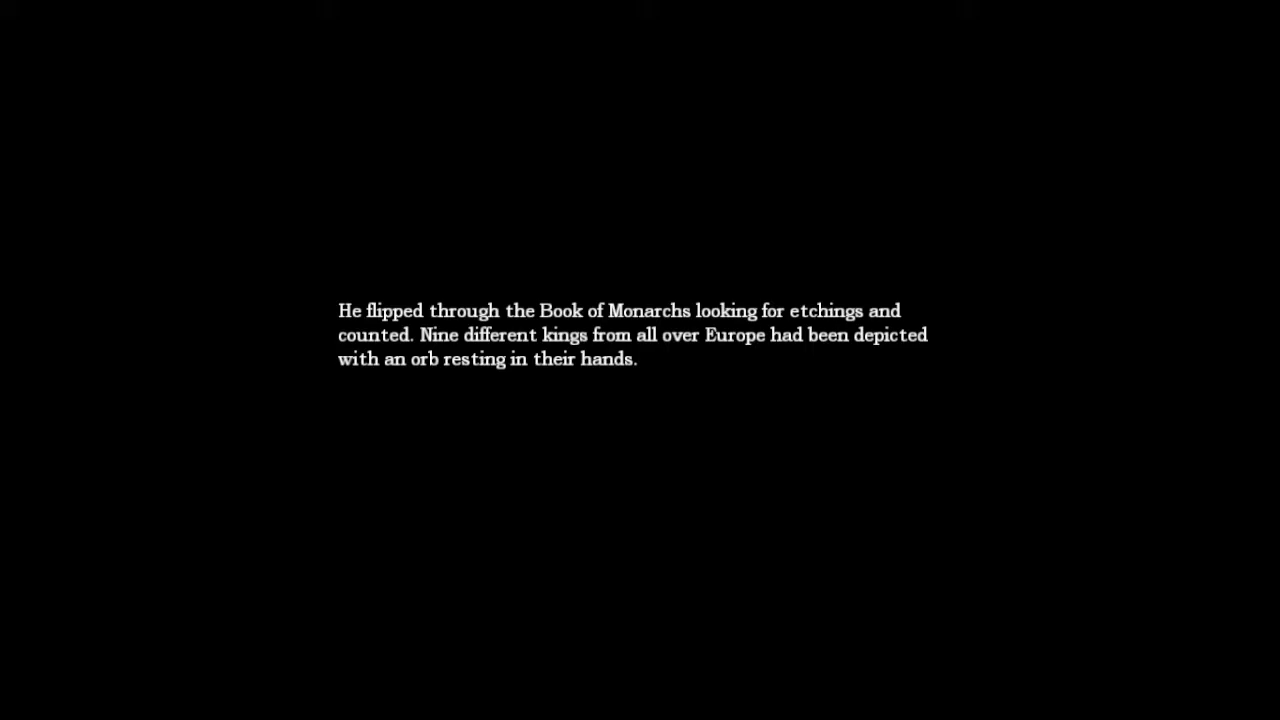 He flipped through the Book of Monarchs looking for etchings and
counted. Nine different kings from all over Europe had been depicted
with an orb resting in their hands.